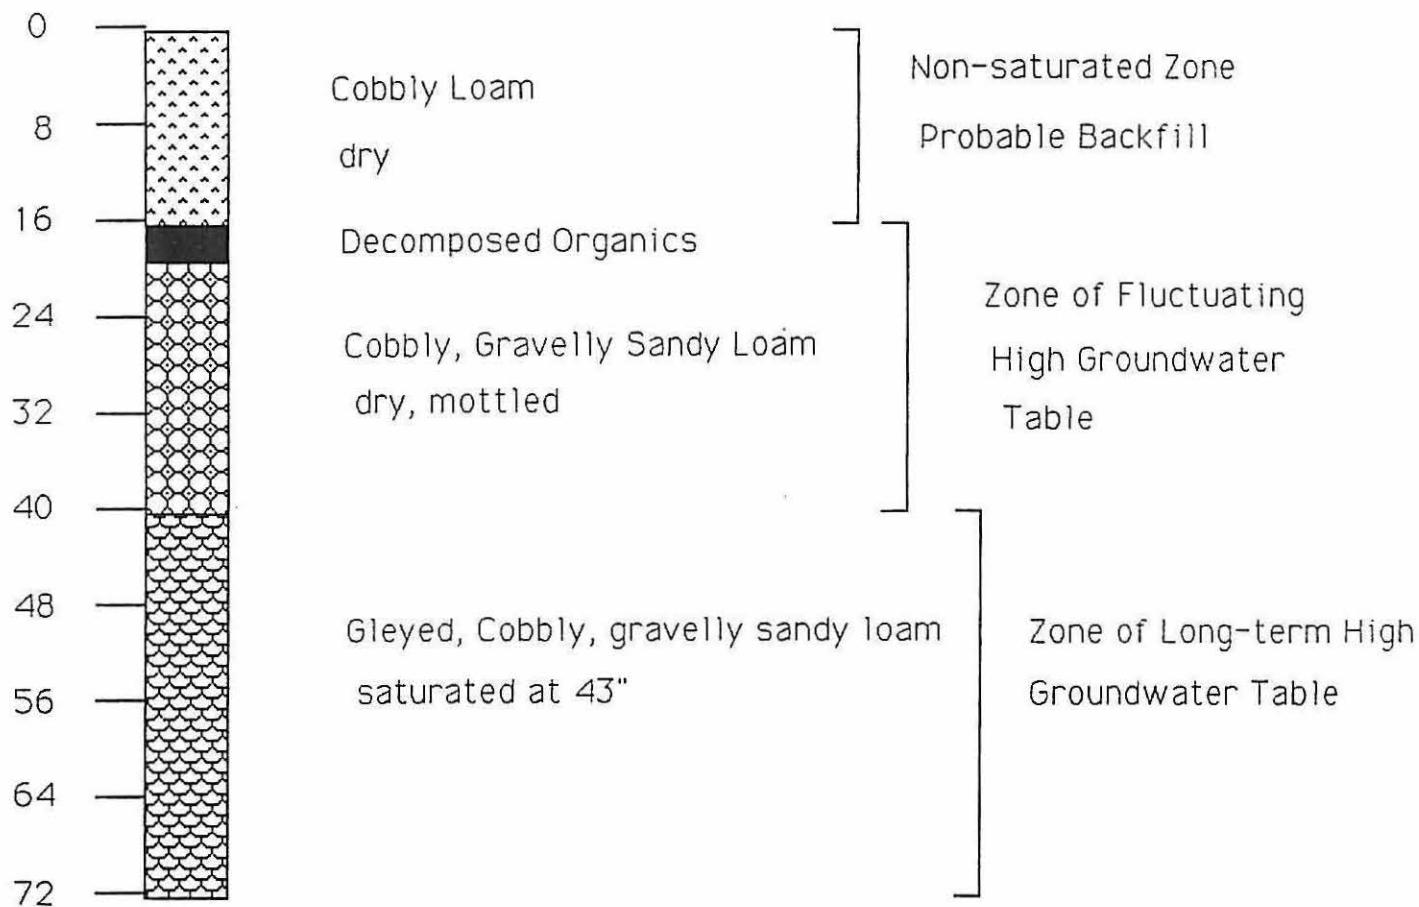 0
8
16
24
32
40
48
56
64
72
Cobbly Loam
dry
Decomposed Organics
Cobbly, Gravelly Sandy Loam
dry, mottled
Gleyed, Cobbly, gravelly sandy loam
saturated at 43"
Non-saturated Zone
Probable Backfill
Zone of Fluctuating
High Groundwater
Table
Zone of Long-term High
Groundwater Table